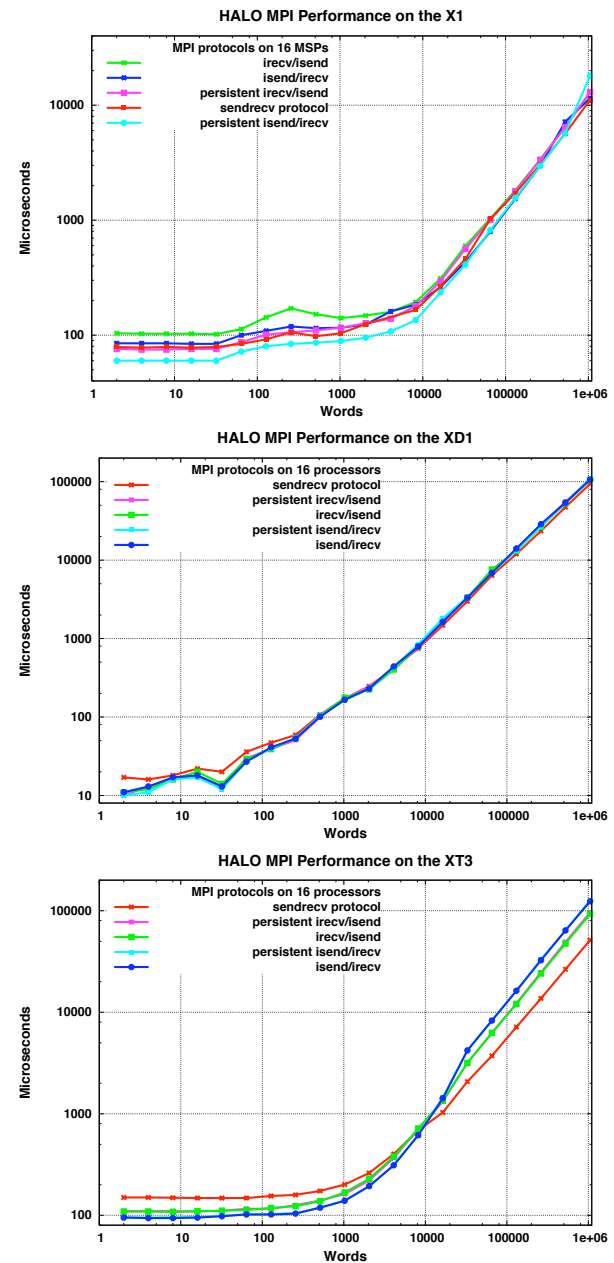 HALO MPI Performance on the X1
MPI protocols on 16 MSPs
irecv/isend
isend/irecv
persistent irecv/isend
sendrecv protocol
persistent isend/irecv
10000
1000
100
Microseconds
1 10 100 1000 10000 100000 1e+06
Words
HALO MPI Performance on the XD1
MPI protocols on 16 processors
sendrecv protocol
persistent irecv/isend
irecv/isend
persistent isend/irecv
isend/irecv
100000
10000
1000
100
10
Microseconds
1 10 100 1000 10000 100000 1e+06
Words
HALO MPI Performance on the XT3
MPI protocols on 16 processors
sendrecv protocol
persistent irecv/isend
irecv/isend
persistent isend/irecv
isend/irecv
100000
10000
1000
100
Microseconds
1 10 100 1000 10000 100000 1e+06
Words